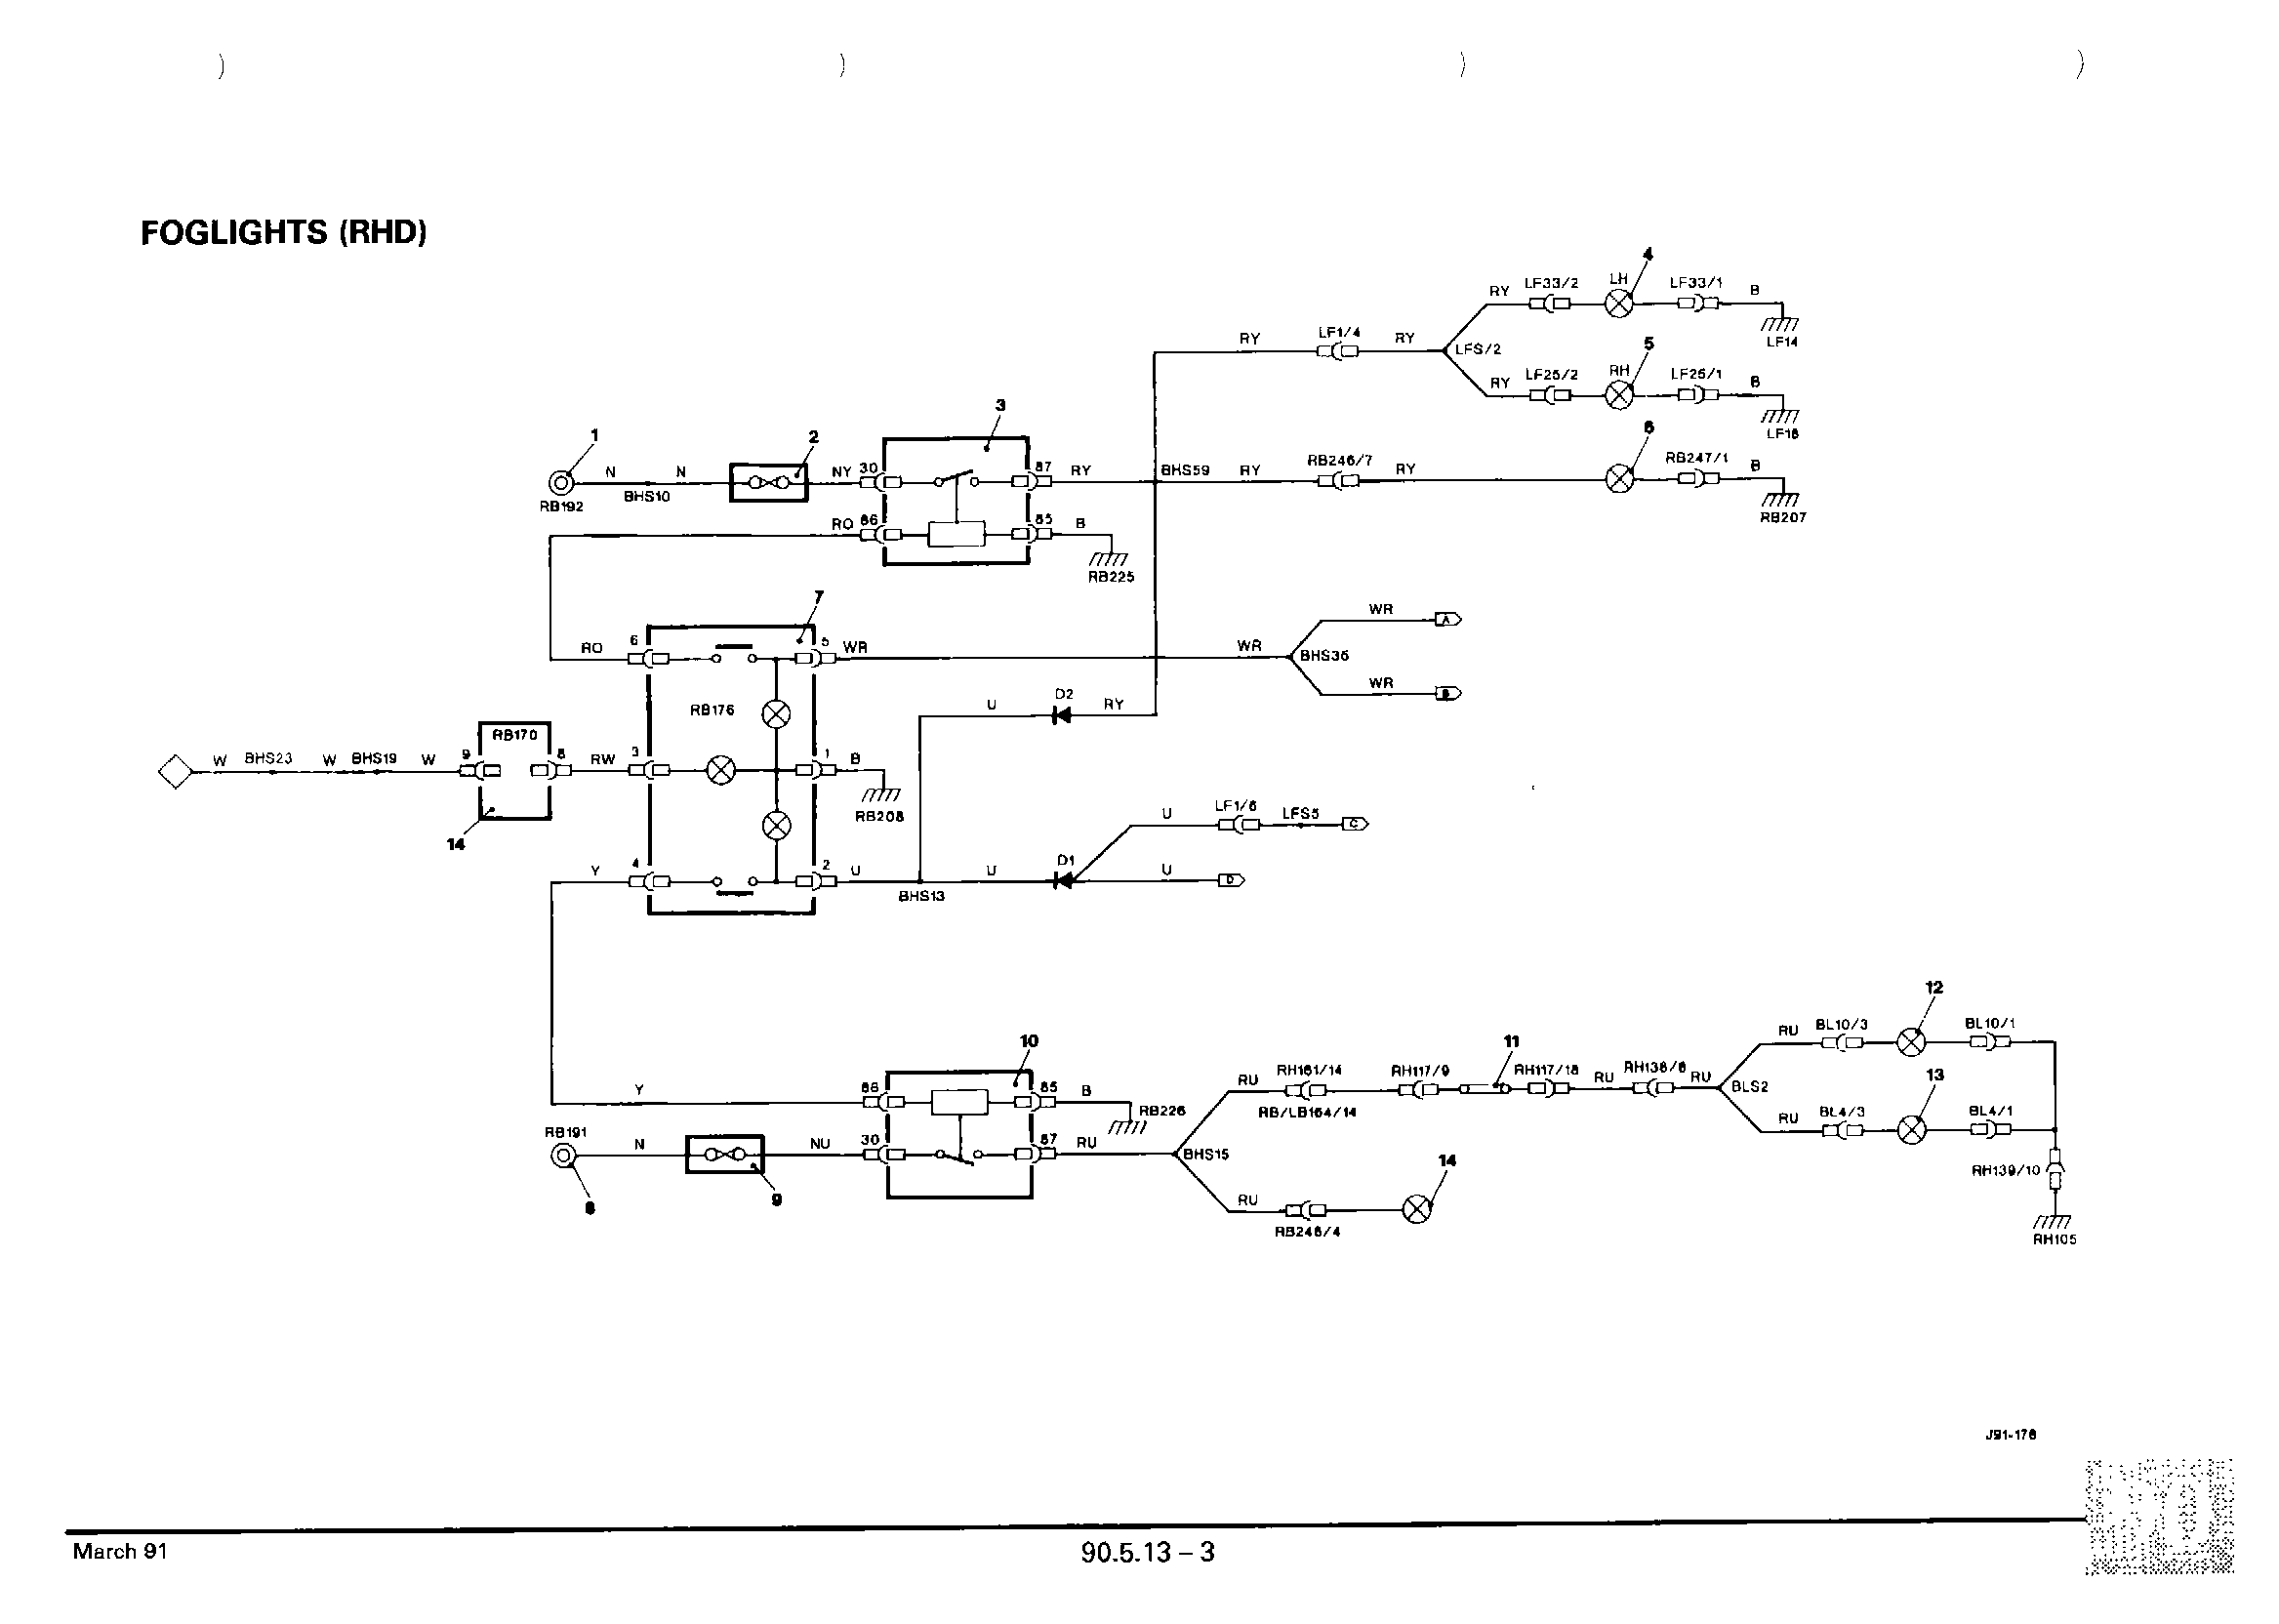 FOGLIGHTS (RHD)
4
RY LF33/2 LH LF33/1 B
LF14
RY LF1/4 RY LFS/2
5
RY LF25/2 RH LF25/1 B
LF16
3
1 2 6
N N NY 30 87 RY BHS59 RY RB246/7 RY RB247/1 B
RB192 BHS10 RB207
RO 86 85 B
RB225
7
WR A
RO 6 5 WR WR BHS36
WR B
RB176 U D2 RY
RB170
W BHS23 W BHS19 W 9 8 RW 3 1 B
RB208
14
U LF1/6 LFS5 C
Y 4 2 U U D1 U D
BHS13
12
RU BL10/3 BL10/1
10 11
Y 86 85 B RU RH161/14 RH117/9 RH117/18 RU RH138/6 RU BLS2
13
RB226 RB/LB164/14
RU BL4/3 BL4/1
RB191
N NU 30 87 RU BHS15
14
RH139/10
8 9
RU
RB246/4 RH105
J91-176
March 91 90.5.13 – 3